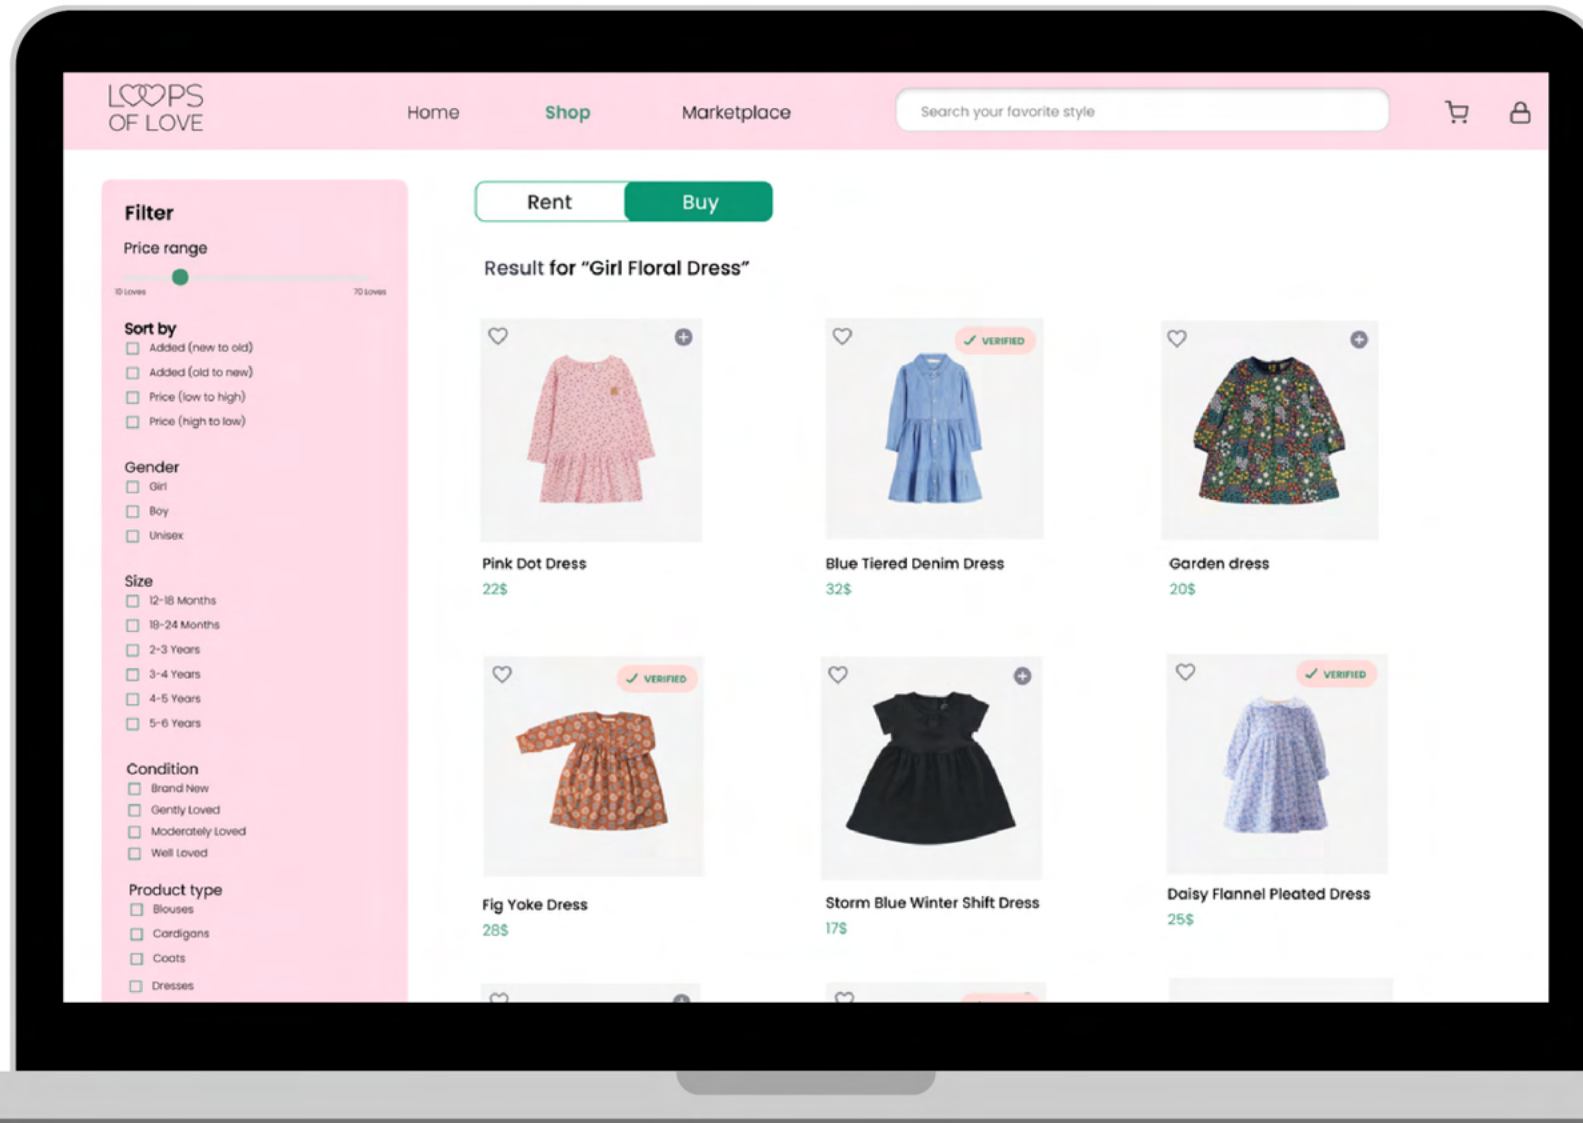 LOOPS
OF LOVE
Home
Shop
Marketplace
Search your favorite style
Filter
Price range
10 Loves
70 Loves
Sort by
Added (new to old)
Added (old to new)
Price (low to high)
Price (high to low)
Gender
Girl
Boy
Unisex
Size
12-18 Months
18-24 Months
2-3 Years
3-4 Years
4-5 Years
5-6 Years
Condition
Brand New
Gently Loved
Moderately Loved
Well Loved
Product type
Blouses
Cardigans
Coats
Dresses
Rent
Buy
Result for “Girl Floral Dress”
Pink Dot Dress
22$
VERIFIED
Blue Tiered Denim Dress
32$
Garden dress
20$
VERIFIED
Fig Yoke Dress
28$
Storm Blue Winter Shift Dress
17$
VERIFIED
Daisy Flannel Pleated Dress
25$